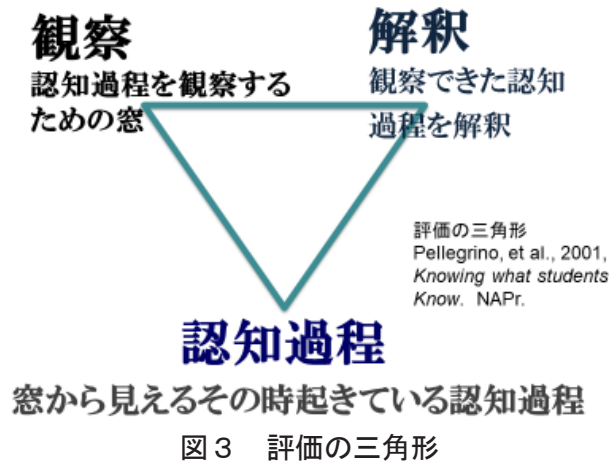 観察
認知過程を観察する
ための窓
解釈
観察できた認知
過程を解釈
評価の三角形
Pellegrino, et al., 2001,
Knowing what students
Know. NAPr.
認知過程
窓から見えるその時起きている認知過程
図３　評価の三角形